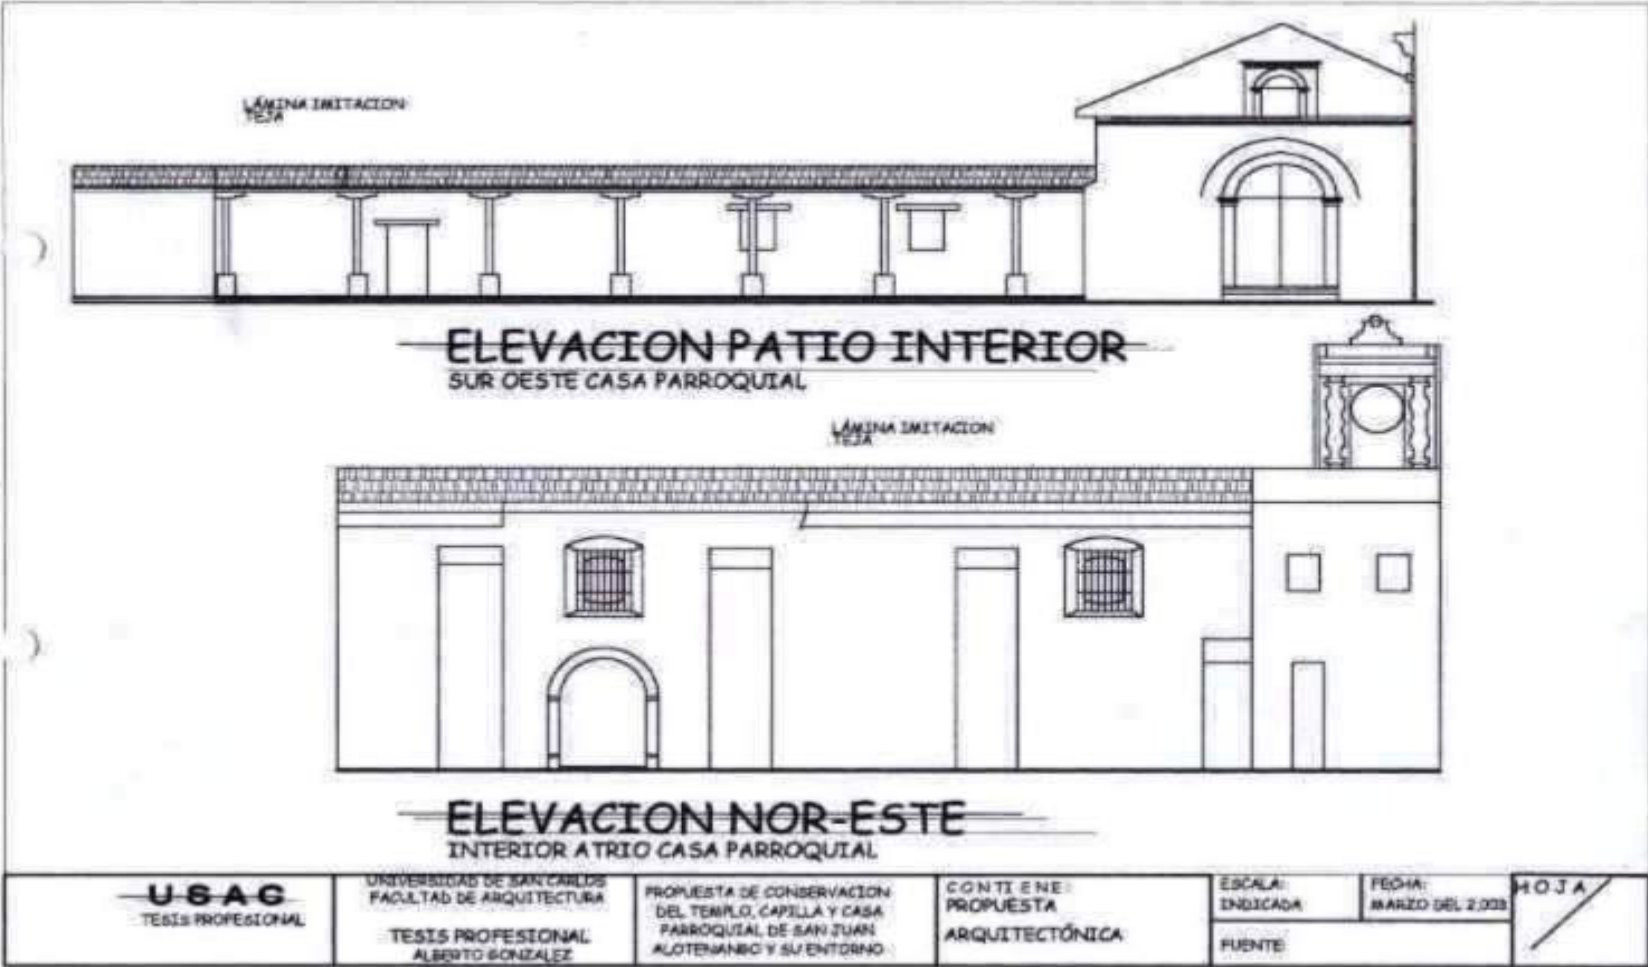 LÁMINA IMITACION
TEJA
ELEVACION PATIO INTERIOR
SUR OESTE CASA PARROQUIAL
LÁMINA IMITACION
TEJA
ELEVACION NOR-ESTE
INTERIOR ATRIO CASA PARROQUIAL
USAC
TESIS PROFESIONAL
UNIVERSIDAD DE SAN CARLOS
FACULTAD DE ARQUITECTURA
TESIS PROFESIONAL
ALBERTO GONZALEZ
PROPUESTA DE CONSERVACION
DEL TEMPLO, CAPILLA Y CASA
PARROQUIAL DE SAN JUAN
ALOTENANGO Y SU ENTORNO
CONTIENE:
PROPUESTA
ARQUITECTÓNICA
ESCALA:
INDICADA
FECHA:
MARZO DEL 2,003
FUENTE
HOJA